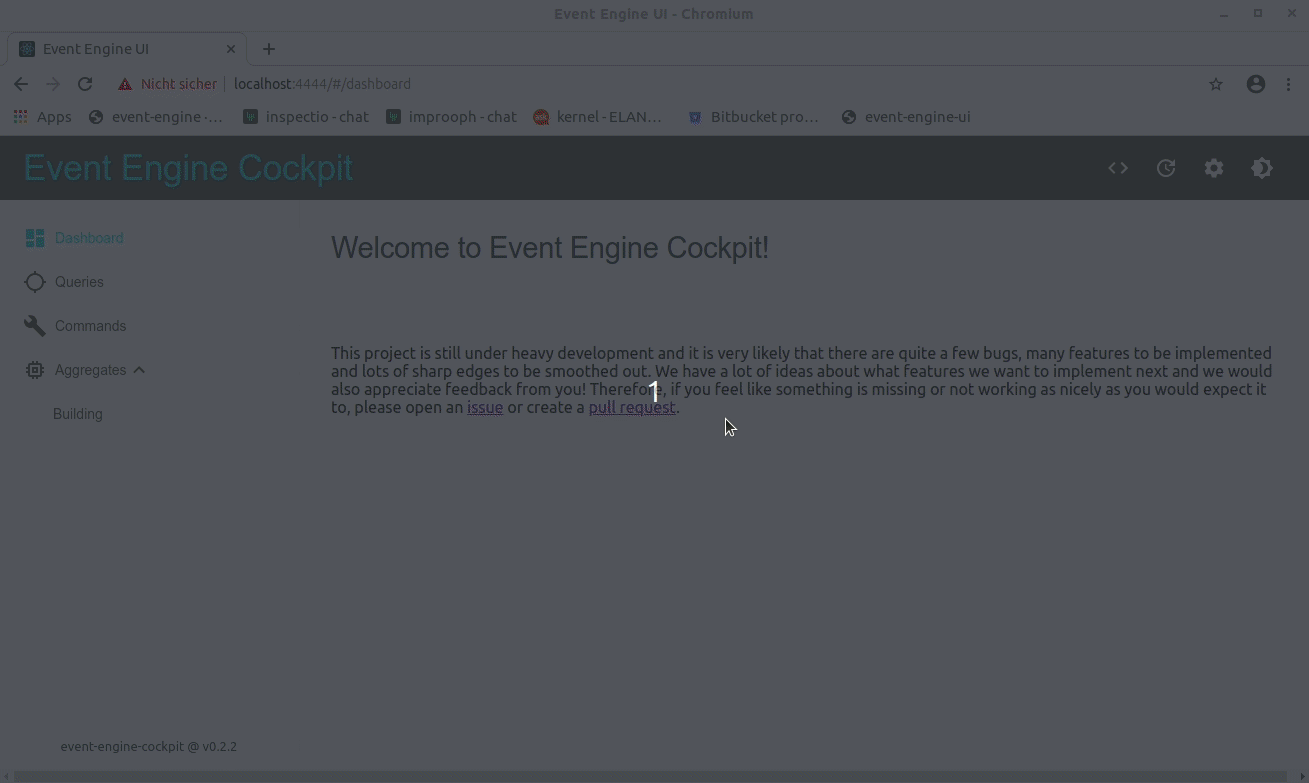 Event Engine UI - Chromium
Event Engine UI
Nicht sicher localhost:4444/#/dashboard
Apps event-engine -... inspectio - chat improoph - chat kernel - ELAN... Bitbucket pro... event-engine-ui
Event Engine Cockpit
Dashboard
Queries
Commands
Aggregates
Building
Welcome to Event Engine Cockpit!
This project is still under heavy development and it is very likely that there are quite a few bugs, many features to be implemented
and lots of sharp edges to be smoothed out. We have a lot of ideas about what features we want to implement next and we would
also appreciate feedback from you! Therefore, if you feel like something is missing or not working as nicely as you would expect it
to, please open an issue or create a pull request.
1
event-engine-cockpit @ v0.2.2